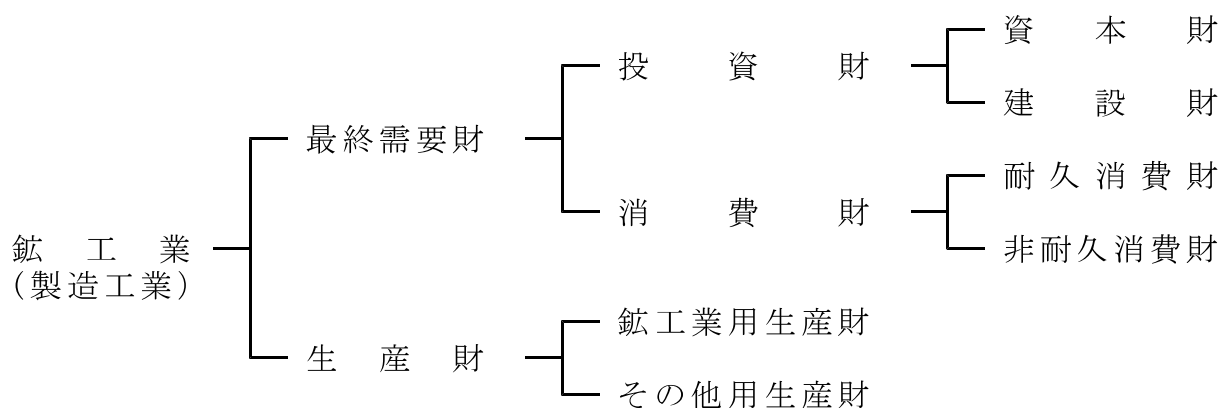 資本財
投資財
建設財
最終需要財
耐久消費財
消費財
鉱工業
(製造工業)
非耐久消費財
鉱工業用生産財
生産財
その他用生産財